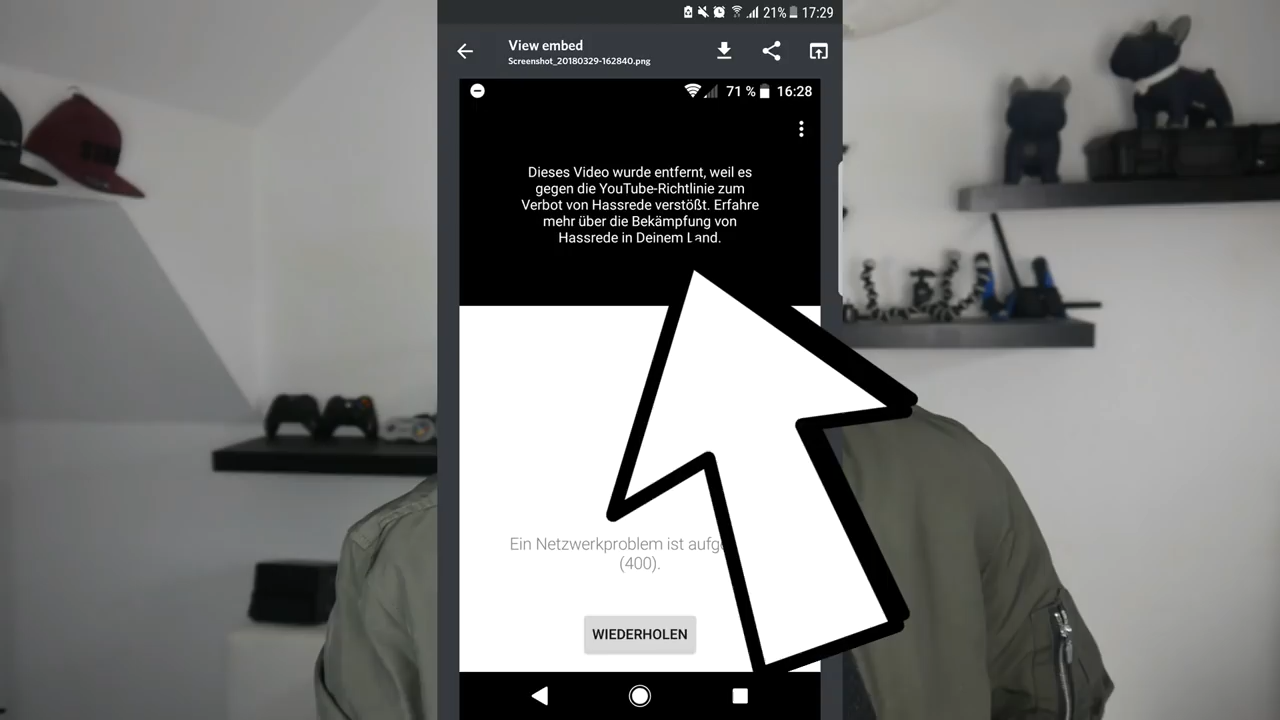 21% 17:29
View embed
Screenshot_20180329-162840.png
71 % 16:28
Dieses Video wurde entfernt, weil es
gegen die YouTube-Richtlinie zum
Verbot von Hassrede verstößt. Erfahre
mehr über die Bekämpfung von
Hassrede in Deinem Land.
Ein Netzwerkproblem ist
(400).
WIEDERHOLEN